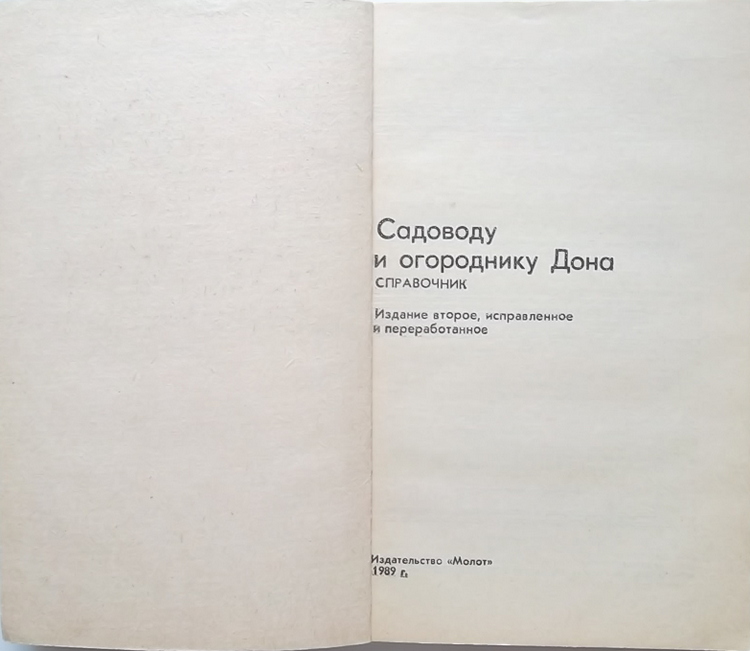 Садоводу
и огороднику Дона
СПРАВОЧНИК
Издание второе, исправленное
и переработанное
Издательство «Молот»
1989 г.